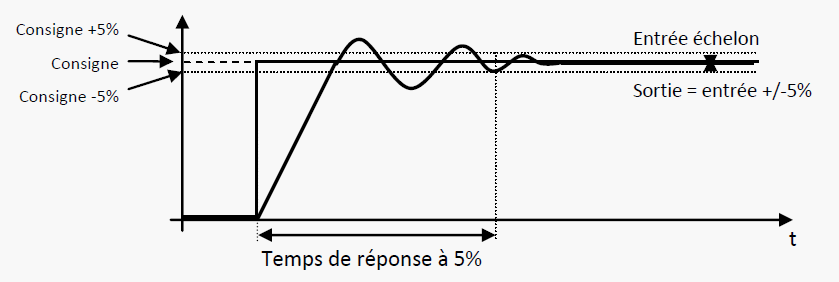 Consigne +5%
Consigne
Consigne -5%
Entrée échelon
Sortie = entrée +/-5%
t
Temps de réponse à 5%